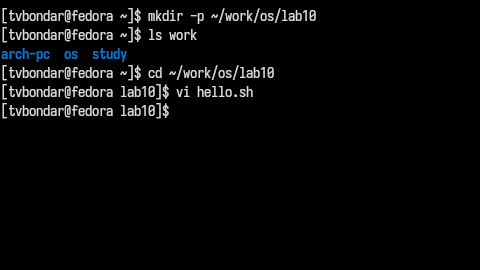 [tvbondar@fedora ~]$ mkdir -p ~/work/os/lab10
[tvbondar@fedora ~]$ ls work
arch-pc  os  study
[tvbondar@fedora ~]$ cd ~/work/os/lab10
[tvbondar@fedora lab10]$ vi hello.sh
[tvbondar@fedora lab10]$